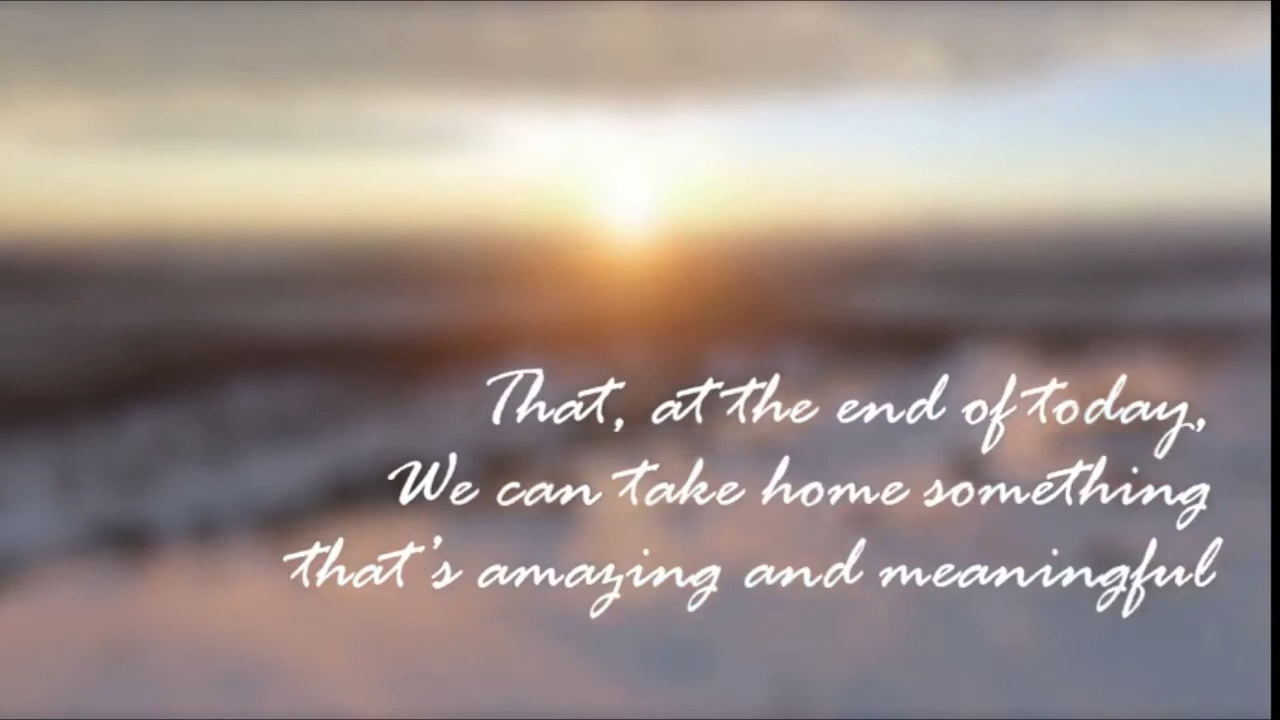 That, at the end of today,
We can take home something
that's amazing and meaningful